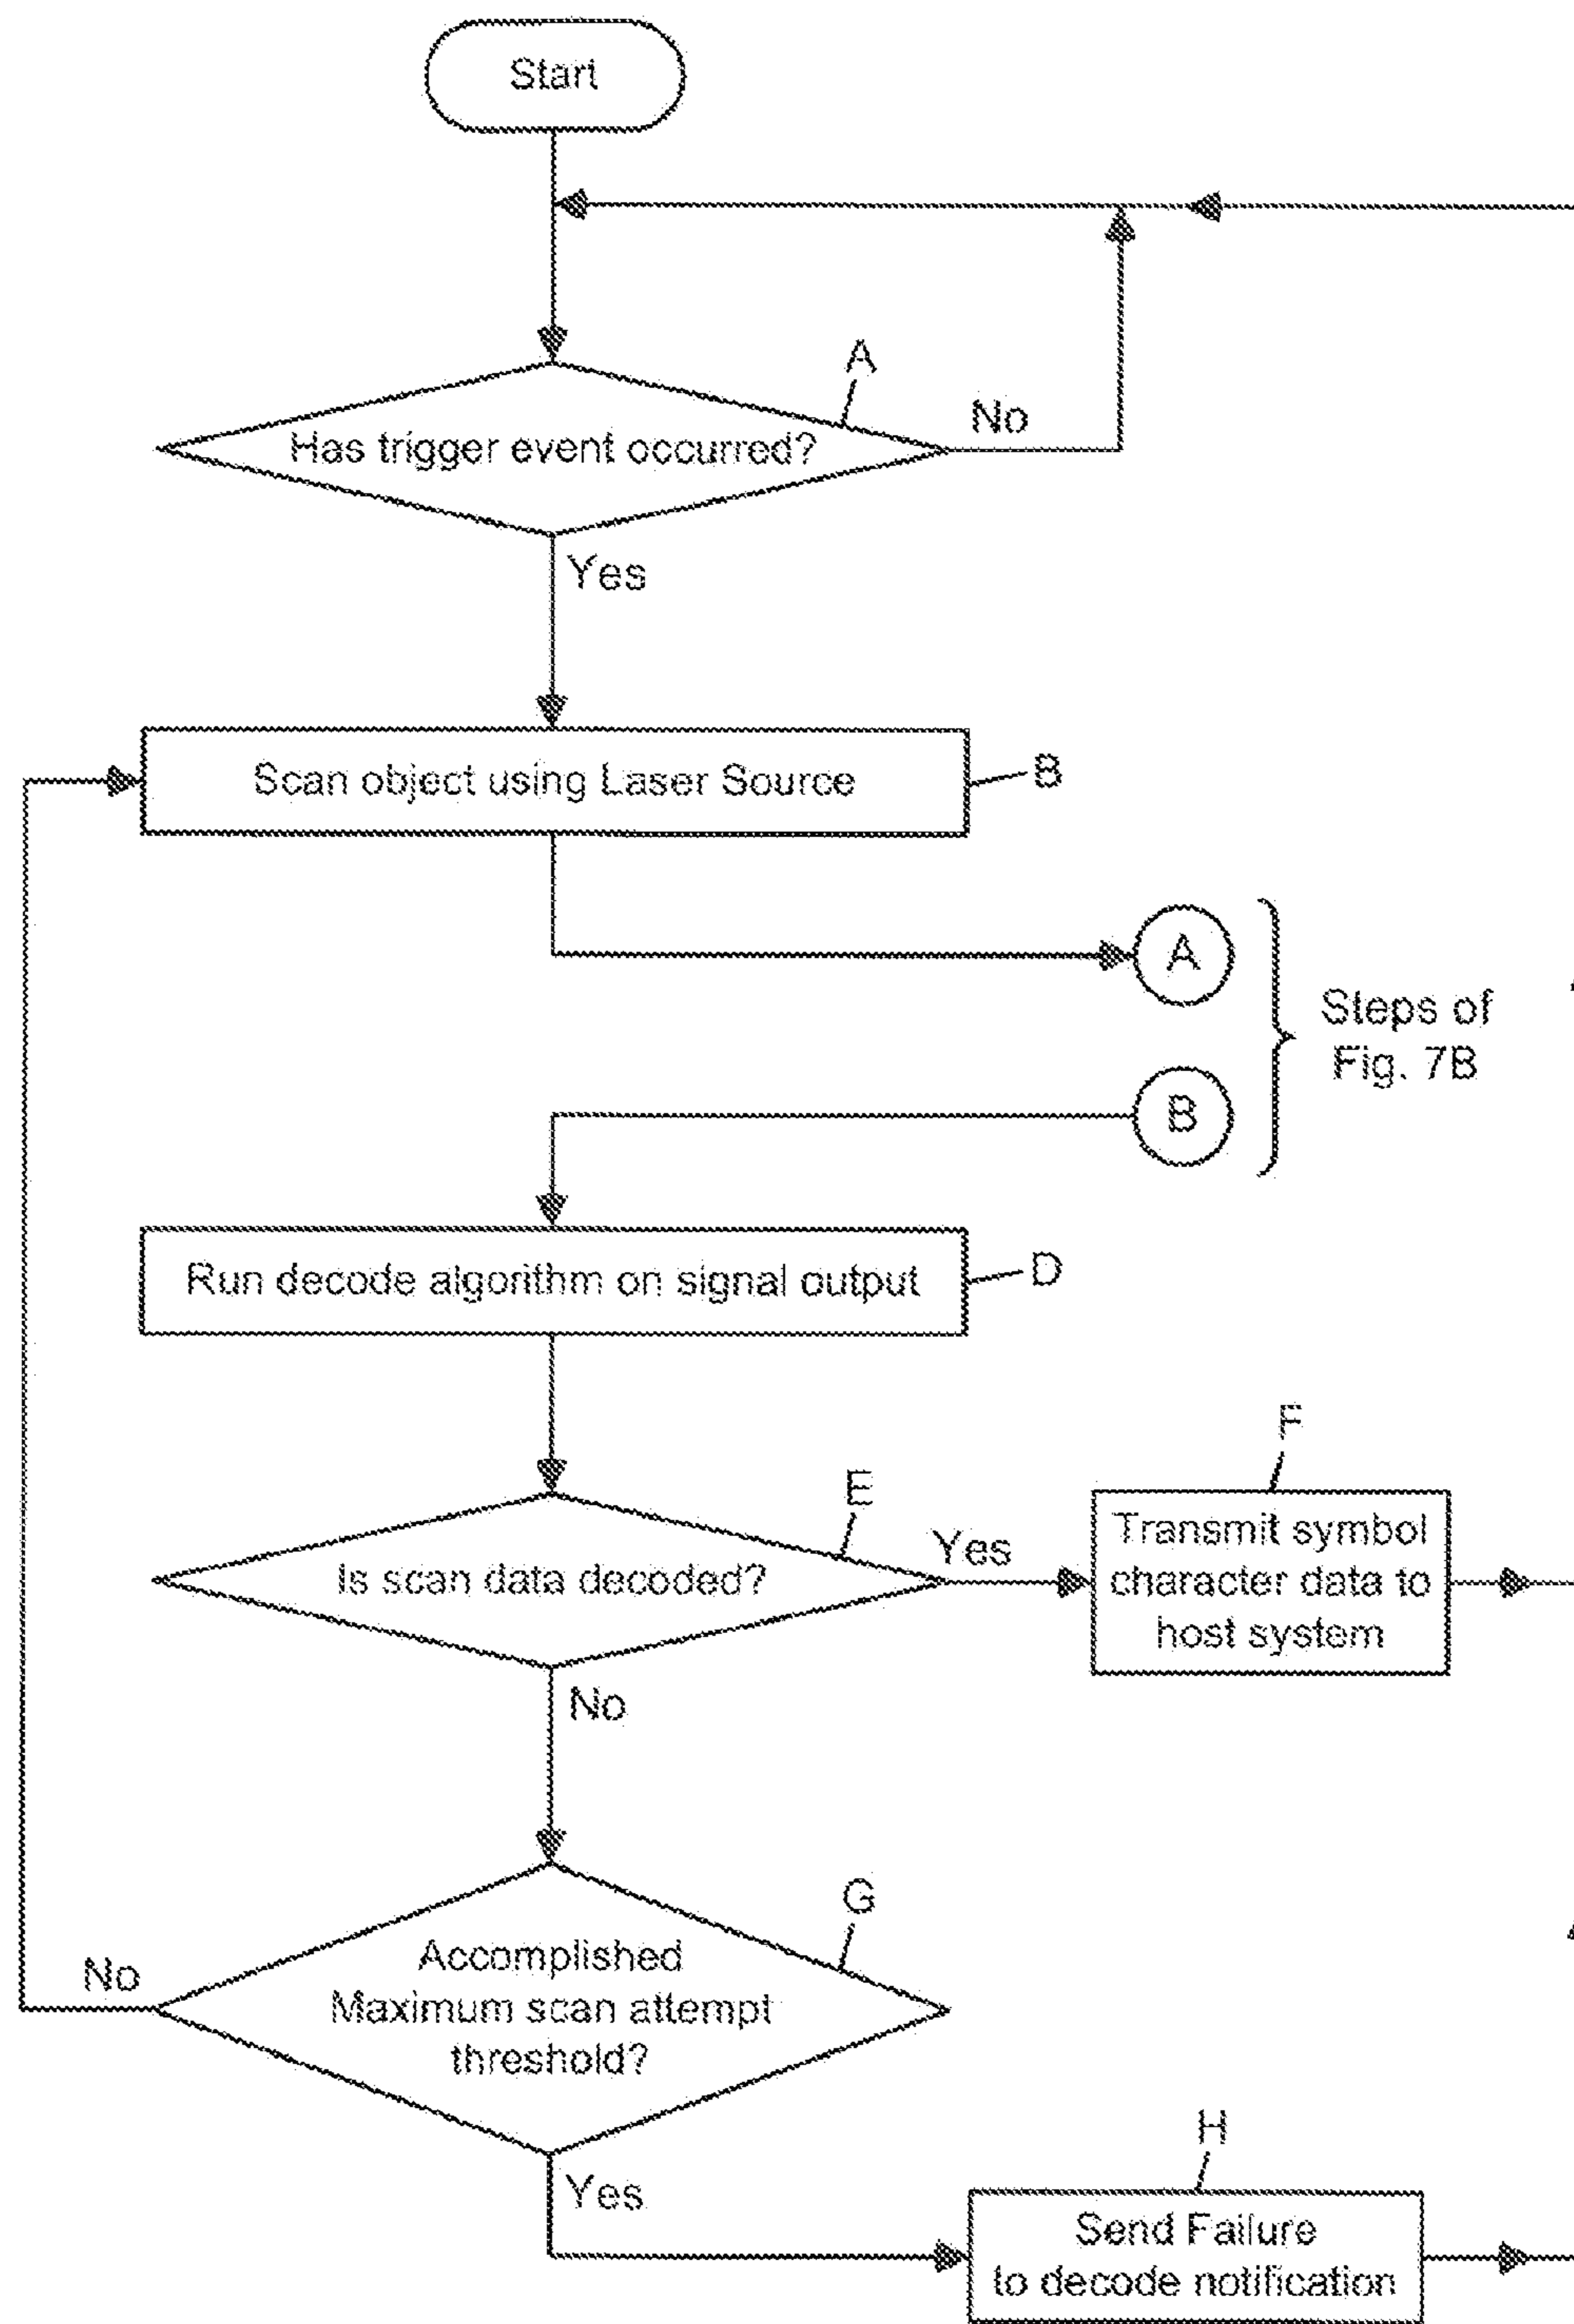 Start
A
Has trigger event occurred?
No
Yes
Scan object using Laser Source
B
A
Steps of
Fig. 7B
B
Run decode algorithm on signal output
D
F
E
Yes
Transmit symbol
character data to
host system
Is scan data decoded?
No
G
Accomplished
Maximum scan attempt
threshold?
No
H
Yes
Send Failure
to decode notification